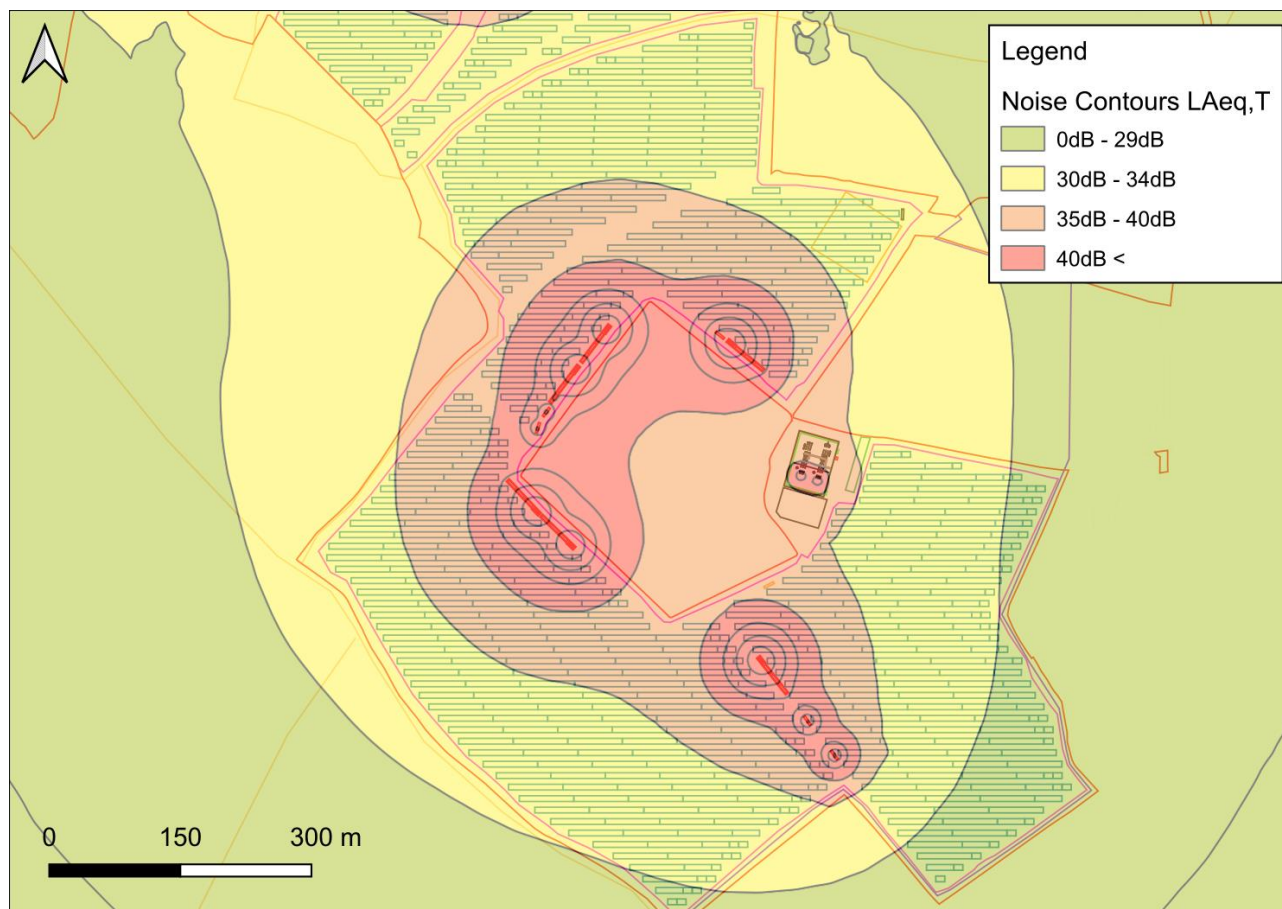 Legend
Noise Contours LAeq,T
0dB - 29dB
30dB - 34dB
35dB - 40dB
40dB <
0 150 300 m